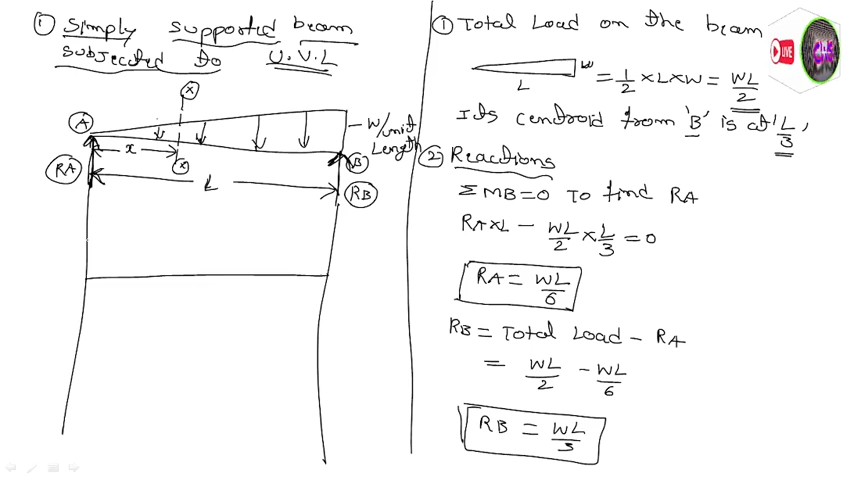 ① Simply supported beam
subjected to U.V.L
x
A
W/unit
Length
x
x
B
RA
L
RB
① Total Load on the beam
W
L
= 1/2 × L × W = WL/2
Its centroid from 'B' is at 'L/3'
② Reactions
ΣMB=0 To find RA
RA×L - WL/2 × L/3 = 0
RA = WL/6
RB = Total Load - RA
= WL/2 - WL/6
RB = WL/3
LIVE